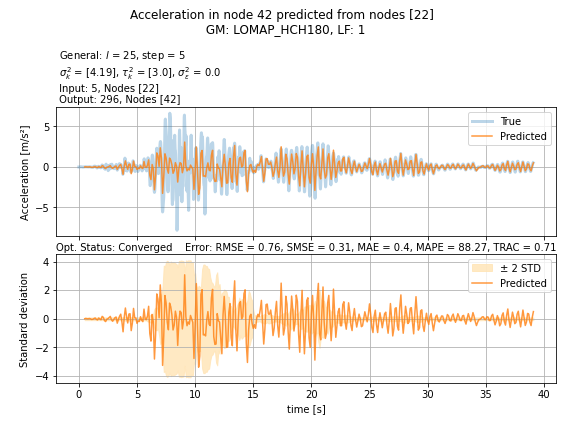 Acceleration in node 42 predicted from nodes [22]
GM: LOMAP_HCH180, LF: 1
General: l = 25, step = 5
σ²ₖ = [4.19], τ²ₖ = [3.0], σ²ε = 0.0
Input: 5, Nodes [22]
Output: 296, Nodes [42]
Acceleration [m/s²]
5
0
−5
True
Predicted
Opt. Status: Converged Error: RMSE = 0.76, SMSE = 0.31, MAE = 0.4, MAPE = 88.27, TRAC = 0.71
Standard deviation
4
2
0
−2
−4
± 2 STD
Predicted
0 5 10 15 20 25 30 35 40
time [s]